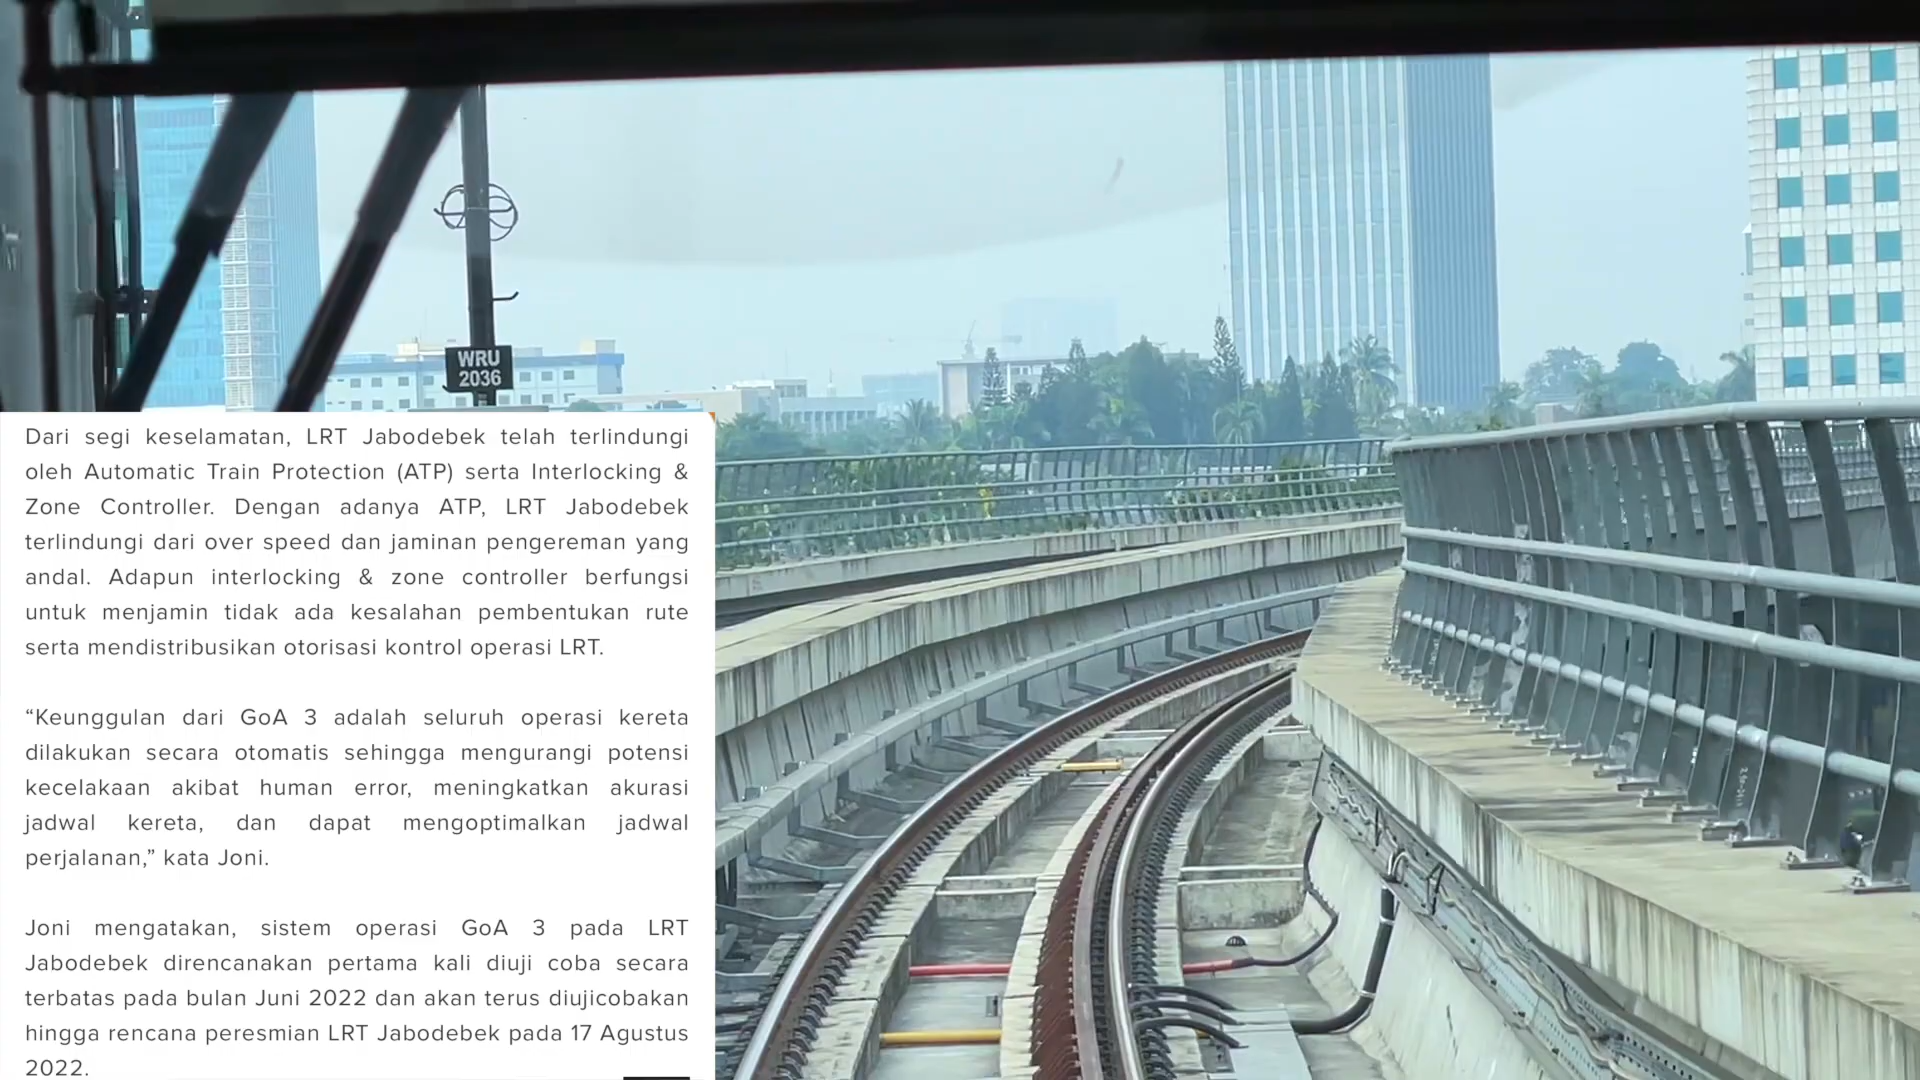 WRU
2036
Dari segi keselamatan, LRT Jabodebek telah terlindungi
oleh Automatic Train Protection (ATP) serta Interlocking &
Zone Controller. Dengan adanya ATP, LRT Jabodebek
terlindungi dari over speed dan jaminan pengereman yang
andal. Adapun interlocking & zone controller berfungsi
untuk menjamin tidak ada kesalahan pembentukan rute
serta mendistribusikan otorisasi kontrol operasi LRT.
“Keunggulan dari GoA 3 adalah seluruh operasi kereta
dilakukan secara otomatis sehingga mengurangi potensi
kecelakaan akibat human error, meningkatkan akurasi
jadwal kereta, dan dapat mengoptimalkan jadwal
perjalanan,” kata Joni.
Joni mengatakan, sistem operasi GoA 3 pada LRT
Jabodebek direncanakan pertama kali diuji coba secara
terbatas pada bulan Juni 2022 dan akan terus diujicobakan
hingga rencana peresmian LRT Jabodebek pada 17 Agustus
2022.